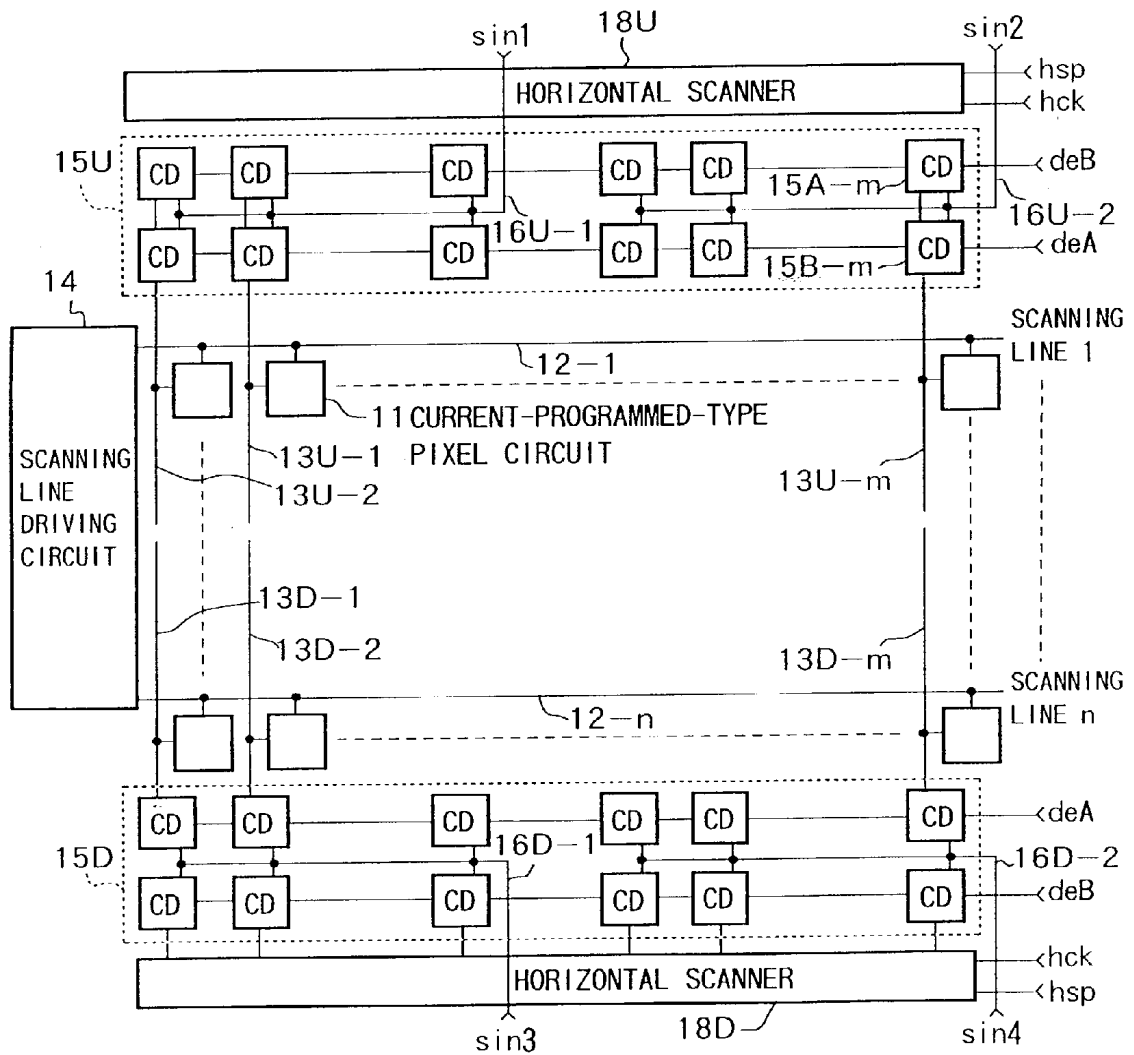 18U
sin1
sin2
HORIZONTAL SCANNER
hsp
hck
15U
CD CD CD CD CD CD
deB
15A-m
16U-1
16U-2
CD CD CD CD CD CD
deA
15B-m
14
SCANNING
LINE 1
12-1
11 CURRENT-PROGRAMMED-TYPE
PIXEL CIRCUIT
SCANNING
LINE
DRIVING
CIRCUIT
13U-1
13U-2
13U-m
13D-1
13D-2
13D-m
SCANNING
LINE n
12-n
CD CD CD CD CD CD
deA
15D
16D-1
16D-2
CD CD CD CD CD CD
deB
HORIZONTAL SCANNER
hck
hsp
sin3
18D
sin4